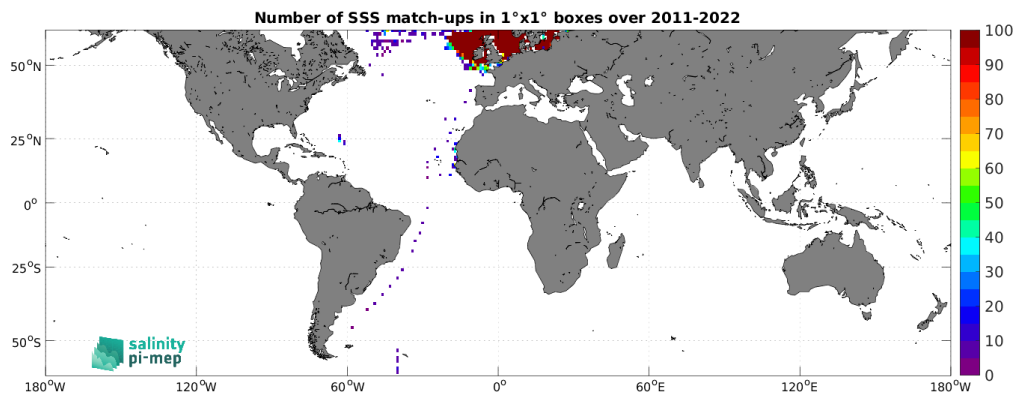 Number of SSS match-ups in 1°x1° boxes over 2011-2022
100
90
80
70
60
50
40
30
20
10
0
50°N
25°N
0°
25°S
50°S
salinity
pi-mep
180°W
120°W
60°W
0°
60°E
120°E
180°W